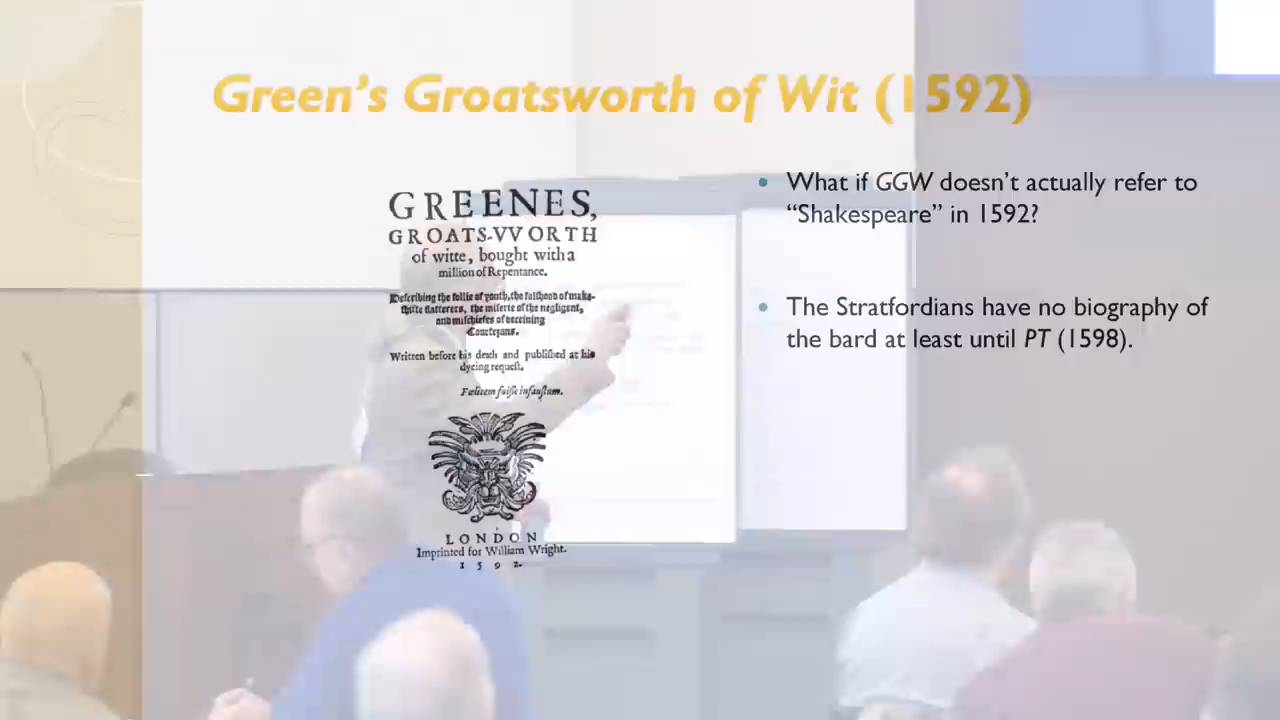 Green's Groatsworth of Wit (1592)
GREENES,
GROATS-VVORTH
of witte, bought with a
million of Repentance.
Describing the follie of youth, the falshood of make-
shifte flatterers, the miserie of the negligent,
and mischiefes of deceiuing
Courtezans.
Written before his death and published at his
dyeing request.
Fœlicem fuisse infaustum.
LONDON
Imprinted for William Wright.
1592.
• What if GGW doesn't actually refer to
“Shakespeare” in 1592?
• The Stratfordians have no biography of
the bard at least until PT (1598).